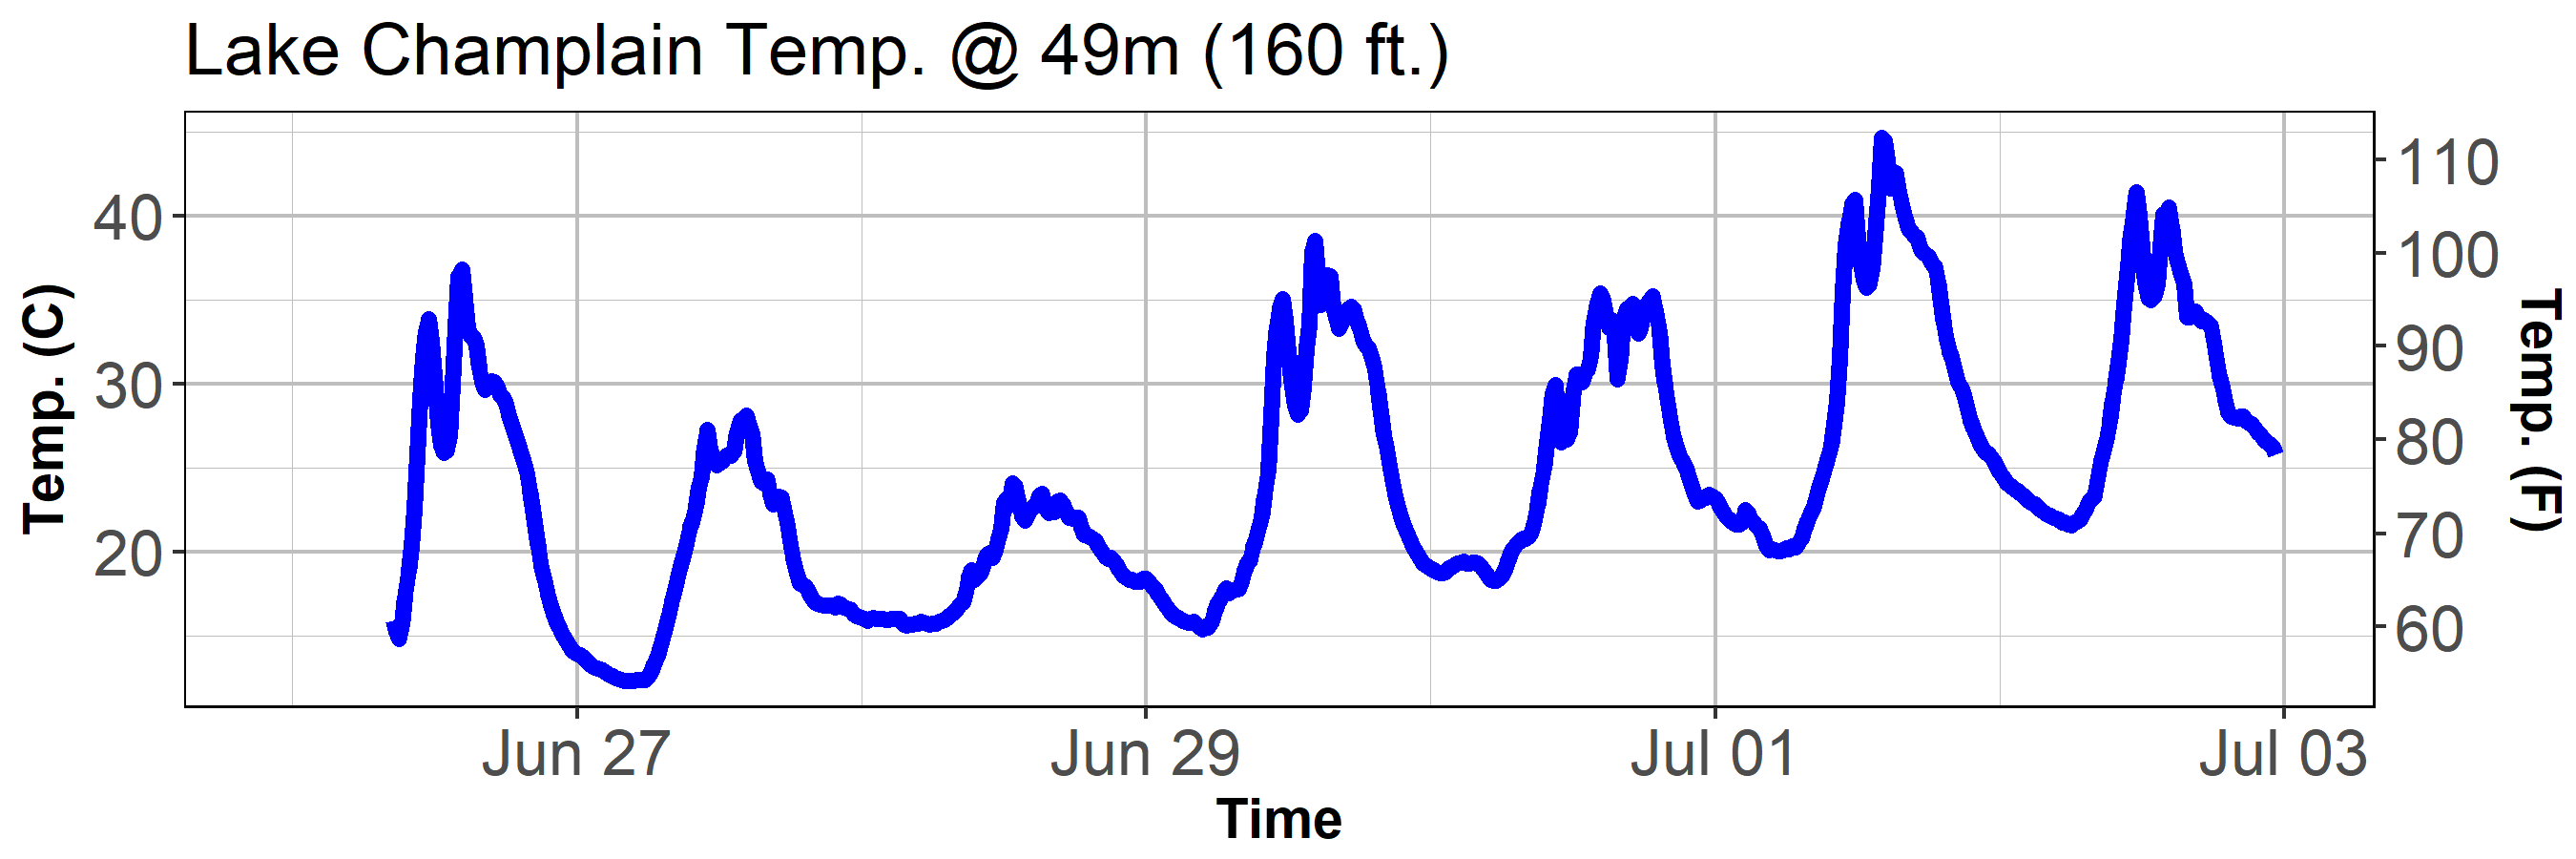 Lake Champlain Temp. @ 49m (160 ft.)
Temp. (C)
40
30
20
110
100
90
80
70
60
Temp. (F)
Jun 27 Jun 29 Jul 01 Jul 03
Time